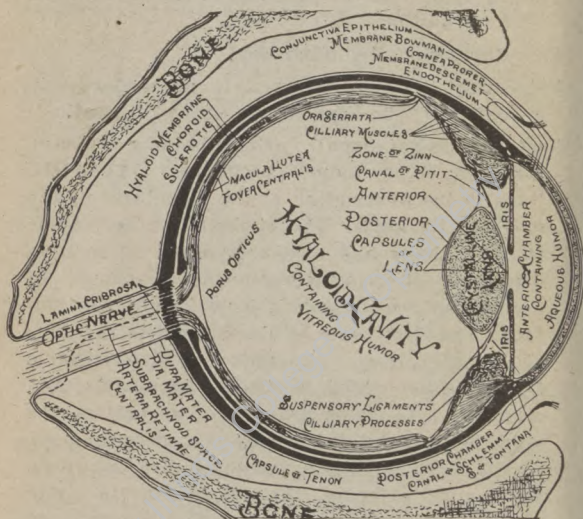 CONJUNCTIVA EPITHELIUM
MEMBRANE BOWMAN
CORNEA PROPER
MEMBRANE DESCEMET
ENDOTHELIUM
BONE
HYALOID MEMBRANE
CHOROID
SCLEROTIC
ORA SERRATA
CILLIARY MUSCLES
ZONE OF ZINN
CANAL OF PITIT
ANTERIOR
POSTERIOR
CAPSULES
LENS
MACULA LUTEA
FOVEA CENTRALIS
PORUS OPTICUS
HYALOID CAVITY
CONTAINING
VITREOUS HUMOR
CRYSTALLINE
LENS
IRIS
IRIS
ANTERIOR CHAMBER
CONTAINING
AQUEOUS HUMOR
LAMINA CRIBROSA
OPTIC NERVE
DURA MATER
PIA MATER
SUBARACHNOID SPACE
ARTERIA RETINAE
CENTRALIS
SUSPENSORY LIGAMENTS
CILLIARY PROCESSES
CAPSULE OF TENON
POSTERIOR CHAMBER
CANAL OF SCHLEMM
S. OF FONTANA
BONE